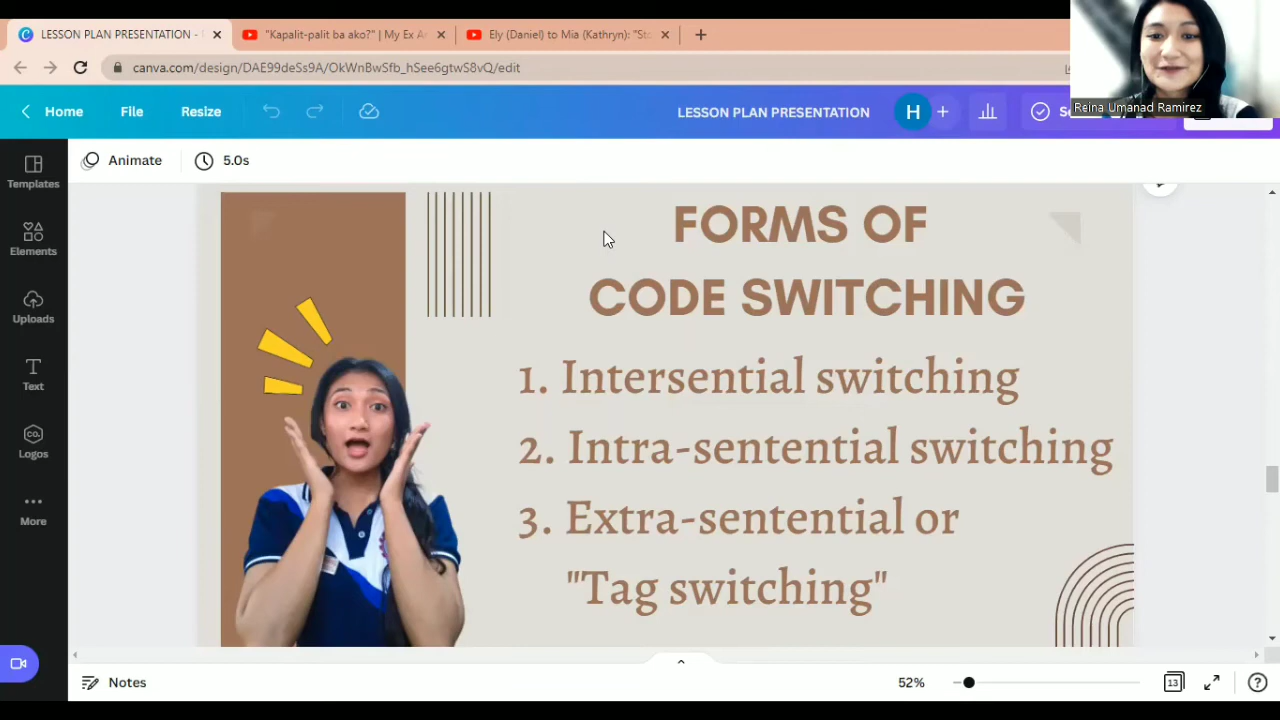 LESSON PLAN PRESENTATION -
"Kapalit-palit ba ako?" | My Ex A
Ely (Daniel) to Mia (Kathryn): "Sto
canva.com/design/DAE99deSs9A/OkWnBwSfb_hSee6gtwS8vQ/edit
Reina Umanad Ramirez
Home
File
Resize
LESSON PLAN PRESENTATION
H
Animate
5.0s
Templates
Elements
Uploads
Text
CO.
Logos
More
FORMS OF
CODE SWITCHING
1. Intersential switching
2. Intra-sentential switching
3. Extra-sentential or
"Tag switching"
Notes
52%
13